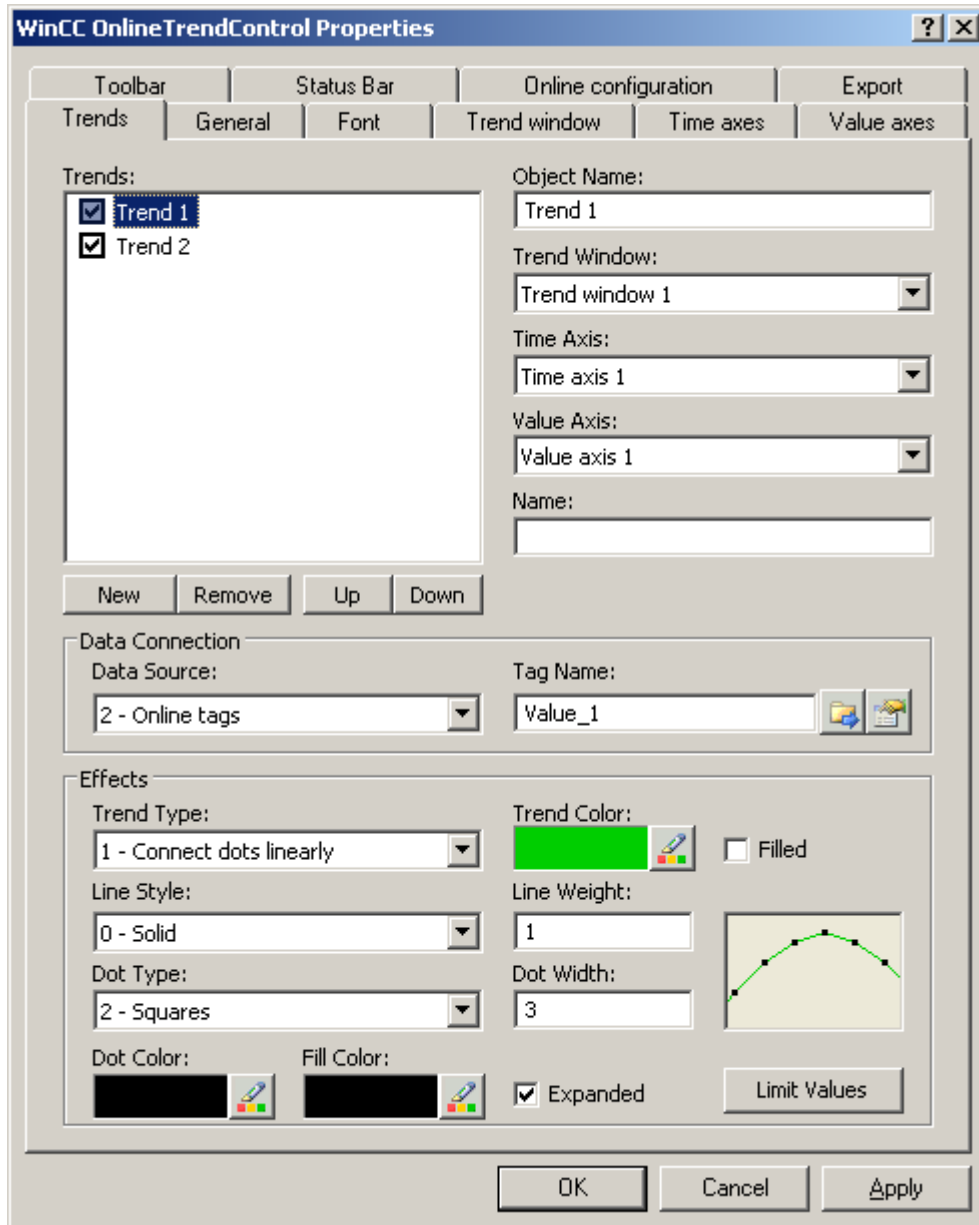 WinCC OnlineTrendControl Properties
Toolbar Status Bar Online configuration Export
Trends General Font Trend window Time axes Value axes
Trends:
Trend 1
Trend 2
Object Name:
Trend 1
Trend Window:
Trend window 1
Time Axis:
Time axis 1
Value Axis:
Value axis 1
Name:
New Remove Up Down
Data Connection
Data Source: Tag Name:
2 - Online tags Value_1
Effects
Trend Type: Trend Color:
1 - Connect dots linearly Filled
Line Style: Line Weight:
0 - Solid 1
Dot Type: Dot Width:
2 - Squares 3
Dot Color: Fill Color:
Expanded Limit Values
OK Cancel Apply